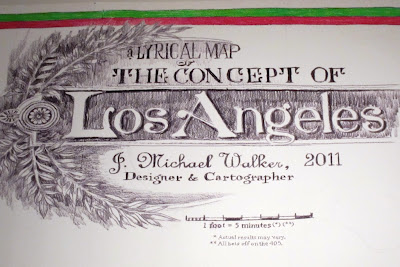 a LYRICAL MAP
OF
THE CONCEPT OF
Los Angeles
J. Michael Walker, 2011
Designer & Cartographer
1 foot = 5 minutes (*) (**)
* Actual results may vary.
** All bets off on the 405.